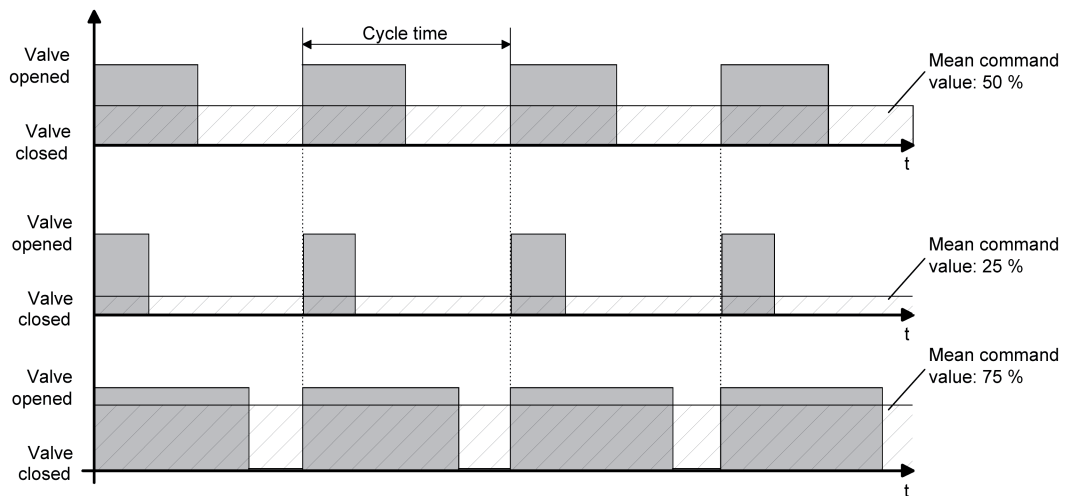 Cycle time
Valve
opened
Mean command
value: 50 %
Valve
closed
t
Valve
opened
Mean command
value: 25 %
Valve
closed
t
Mean command
value: 75 %
Valve
opened
Valve
closed
t